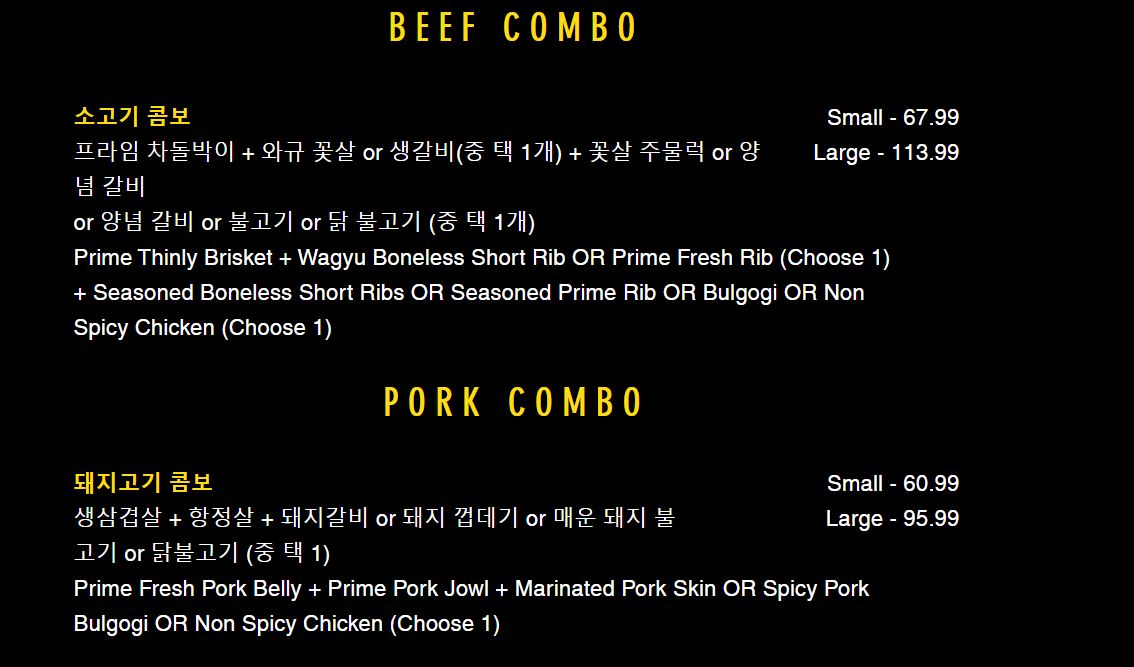 BEEF COMBO
소고기 콤보 Small - 67.99
프라임 차돌박이 + 와규 꽃살 or 생갈비(중 택 1개) + 꽃살 주물럭 or 양 Large - 113.99
념 갈비
or 양념 갈비 or 불고기 or 닭 불고기 (중 택 1개)
Prime Thinly Brisket + Wagyu Boneless Short Rib OR Prime Fresh Rib (Choose 1)
+ Seasoned Boneless Short Ribs OR Seasoned Prime Rib OR Bulgogi OR Non
Spicy Chicken (Choose 1)
PORK COMBO
돼지고기 콤보 Small - 60.99
생삼겹살 + 항정살 + 돼지갈비 or 돼지 껍데기 or 매운 돼지 불 Large - 95.99
고기 or 닭불고기 (중 택 1)
Prime Fresh Pork Belly + Prime Pork Jowl + Marinated Pork Skin OR Spicy Pork
Bulgogi OR Non Spicy Chicken (Choose 1)